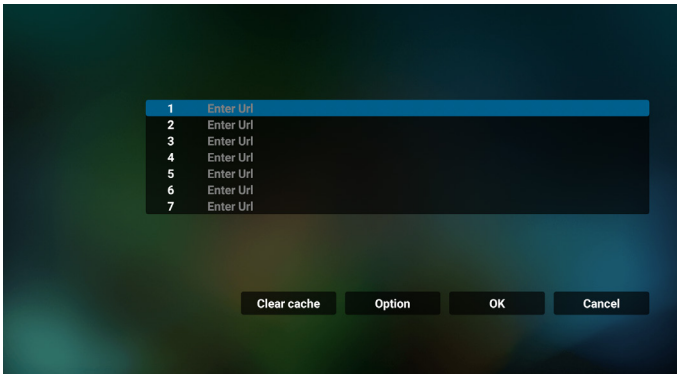 1 Enter Url
2 Enter Url
3 Enter Url
4 Enter Url
5 Enter Url
6 Enter Url
7 Enter Url
Clear cache Option OK Cancel